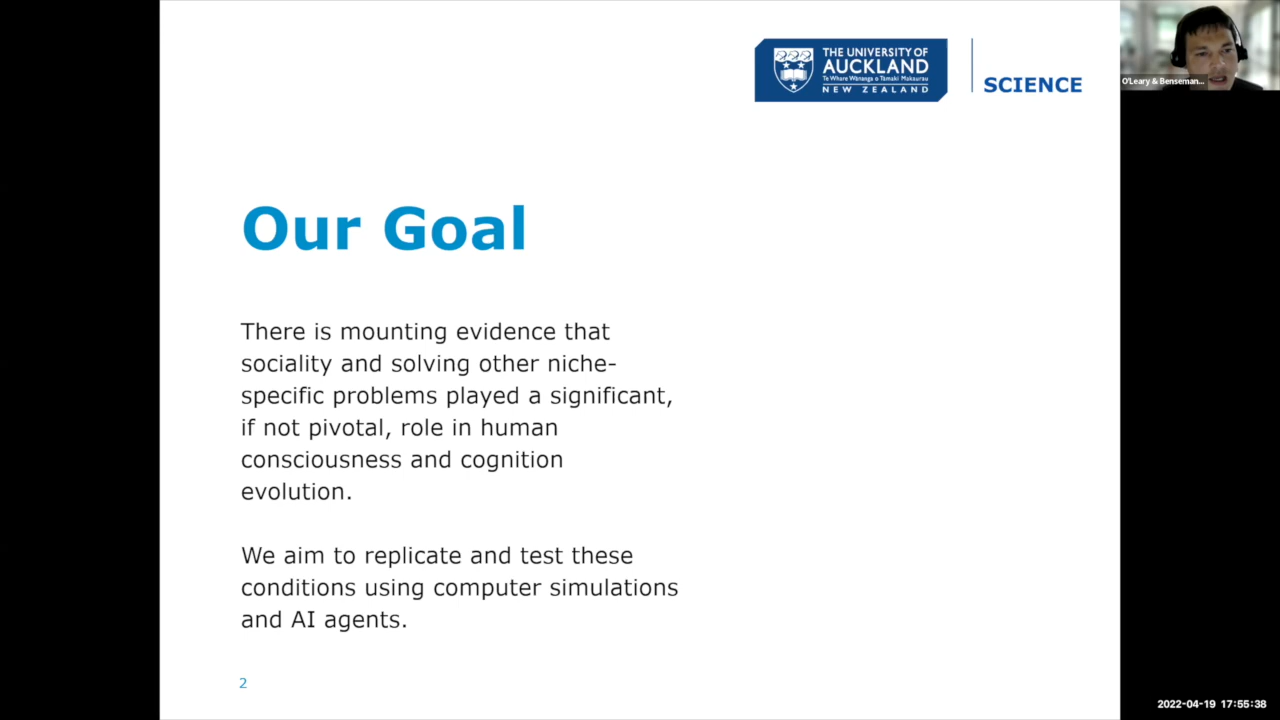 THE UNIVERSITY OF
AUCKLAND
Te Whare Wānanga o Tāmaki Makaurau
NEW ZEALAND
SCIENCE
O'Leary & Benseman...
Our Goal
There is mounting evidence that
sociality and solving other niche-
specific problems played a significant,
if not pivotal, role in human
consciousness and cognition
evolution.
We aim to replicate and test these
conditions using computer simulations
and AI agents.
2
2022-04-19 17:55:38